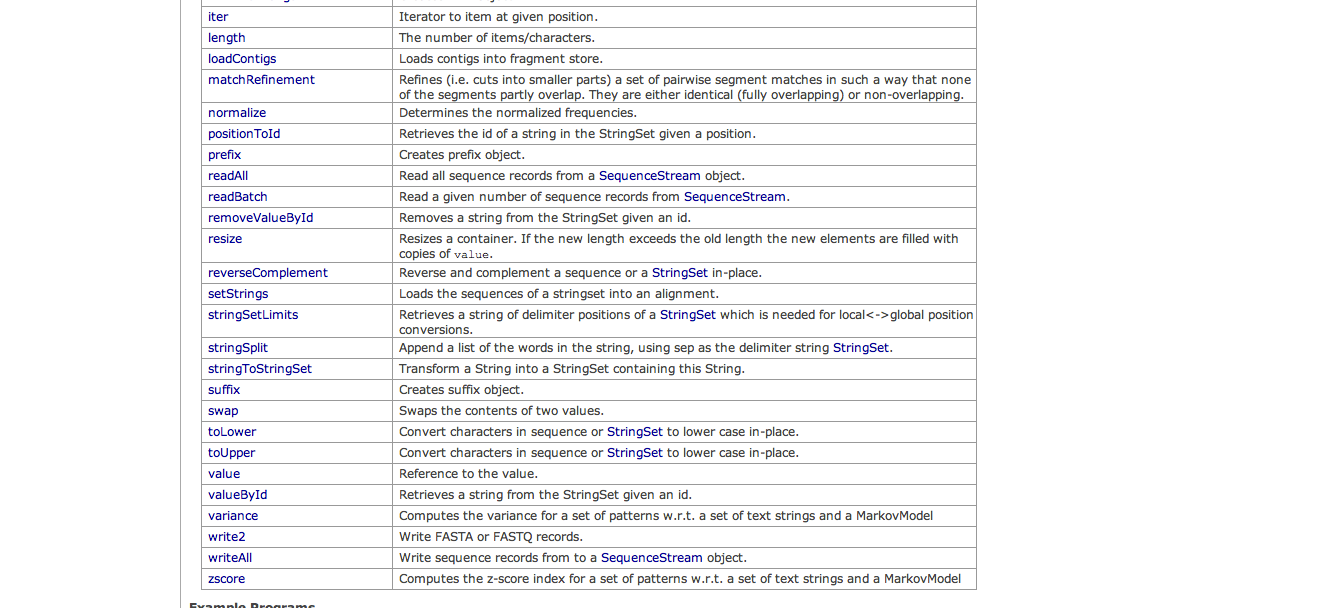 iter Iterator to item at given position.
length The number of items/characters.
loadContigs Loads contigs into fragment store.
matchRefinement Refines (i.e. cuts into smaller parts) a set of pairwise segment matches in such a way that none
of the segments partly overlap. They are either identical (fully overlapping) or non-overlapping.
normalize Determines the normalized frequencies.
positionToId Retrieves the id of a string in the StringSet given a position.
prefix Creates prefix object.
readAll Read all sequence records from a SequenceStream object.
readBatch Read a given number of sequence records from SequenceStream.
removeValueById Removes a string from the StringSet given an id.
resize Resizes a container. If the new length exceeds the old length the new elements are filled with
copies of value.
reverseComplement Reverse and complement a sequence or a StringSet in-place.
setStrings Loads the sequences of a stringset into an alignment.
stringSetLimits Retrieves a string of delimiter positions of a StringSet which is needed for local<->global position
conversions.
stringSplit Append a list of the words in the string, using sep as the delimiter string StringSet.
stringToStringSet Transform a String into a StringSet containing this String.
suffix Creates suffix object.
swap Swaps the contents of two values.
toLower Convert characters in sequence or StringSet to lower case in-place.
toUpper Convert characters in sequence or StringSet to lower case in-place.
value Reference to the value.
valueById Retrieves a string from the StringSet given an id.
variance Computes the variance for a set of patterns w.r.t. a set of text strings and a MarkovModel
write2 Write FASTA or FASTQ records.
writeAll Write sequence records from to a SequenceStream object.
zscore Computes the z-score index for a set of patterns w.r.t. a set of text strings and a MarkovModel
Example Programs